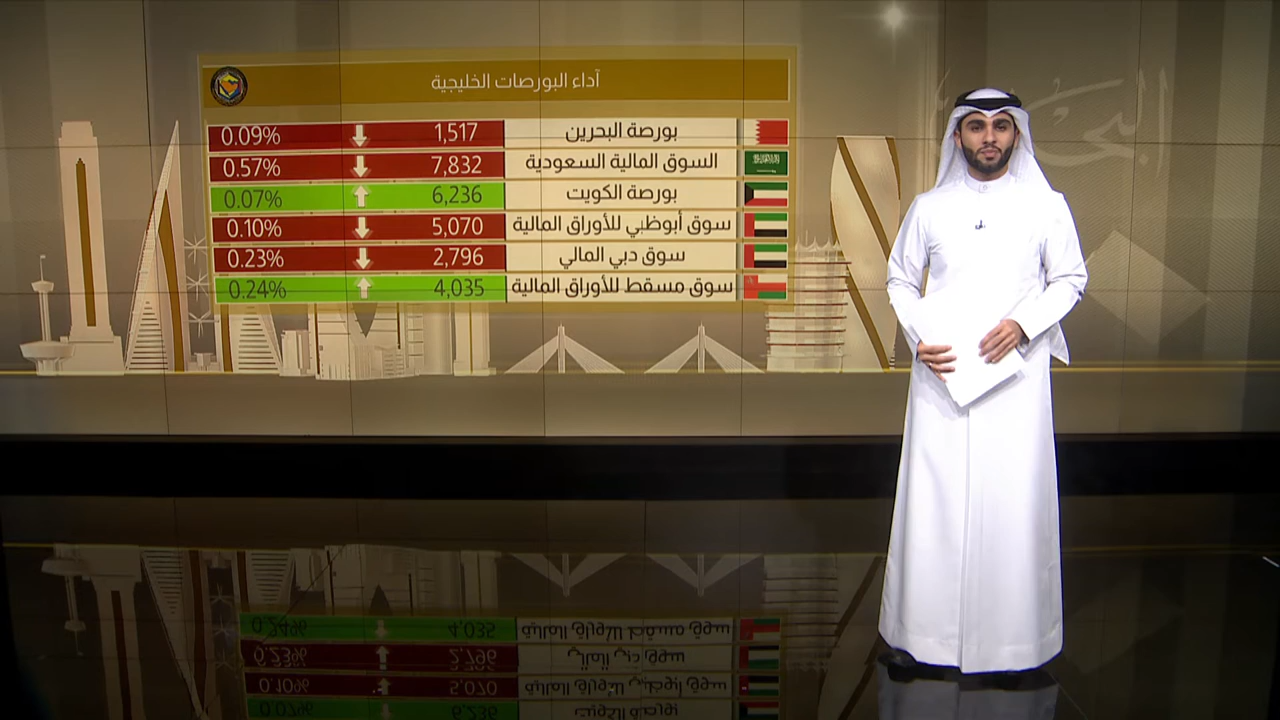 آداء البورصات الخليجية
بورصة البحرين 1,517 0.09%
السوق المالية السعودية 7,832 0.57%
بورصة الكويت 6,236 0.07%
سوق أبوظبي للأوراق المالية 5,070 0.10%
سوق دبي المالي 2,796 0.23%
سوق مسقط للأوراق المالية 4,035 0.24%
البحرين